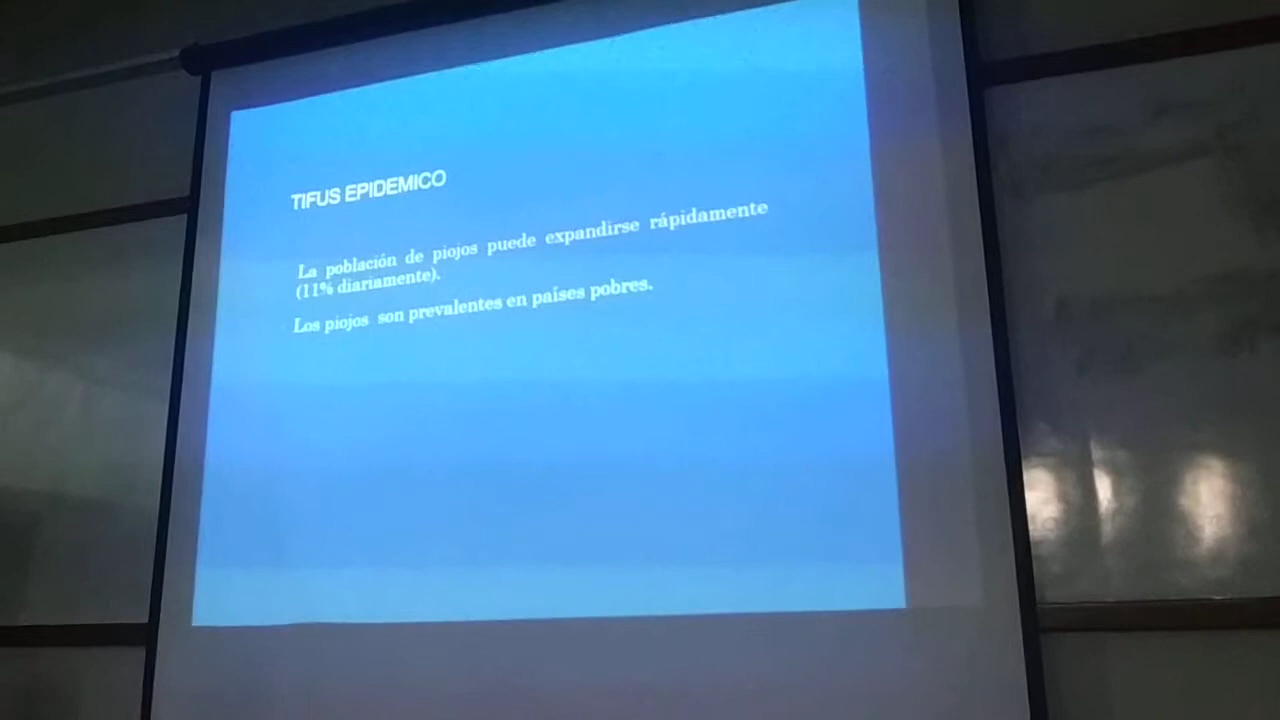 TIFUS EPIDEMICO
La población de piojos puede expandirse rápidamente
(11% diariamente).
Los piojos son prevalentes en países pobres.